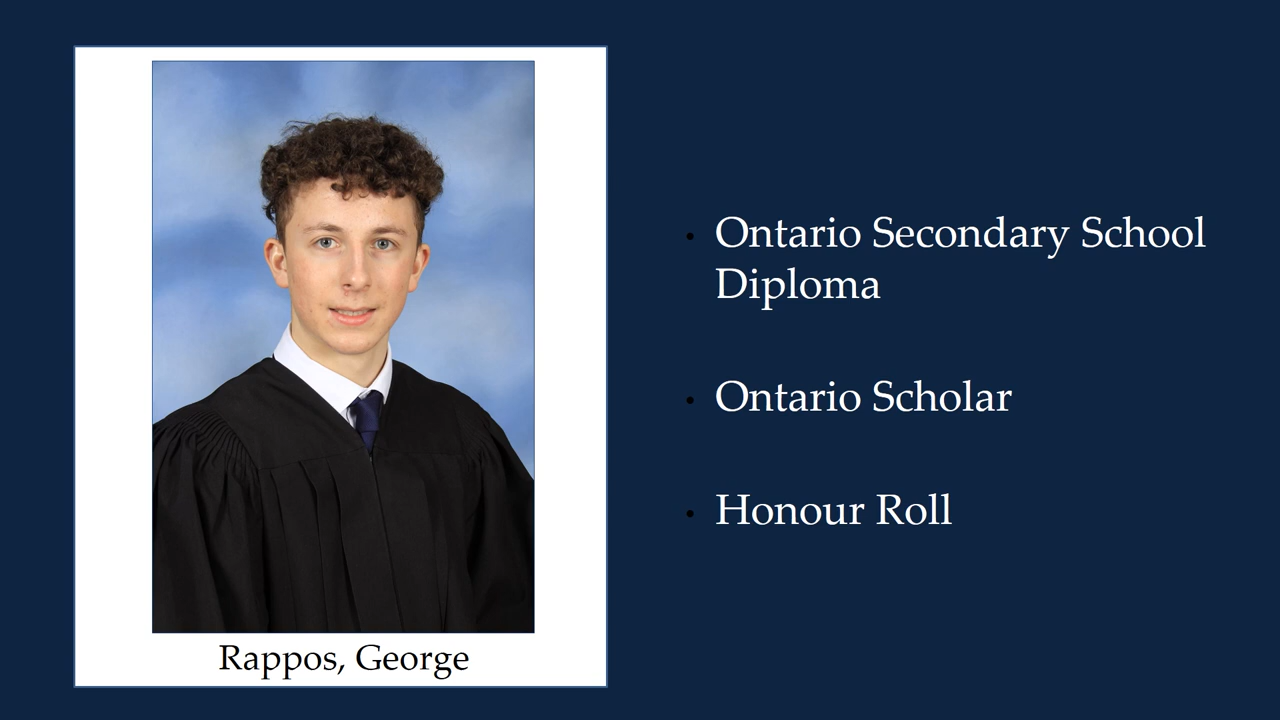 Ontario Secondary School
Diploma
Ontario Scholar
Honour Roll
Rappos, George